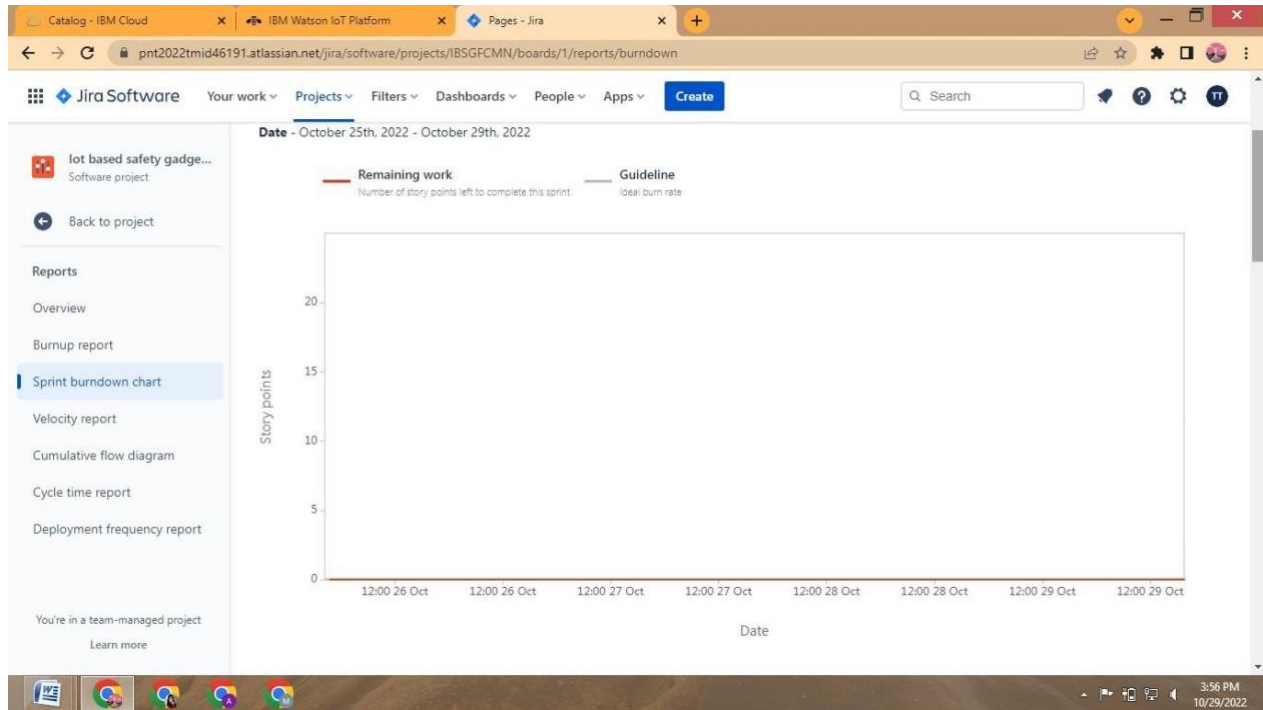 Catalog - IBM Cloud
IBM Watson IoT Platform
Pages - Jira
pnt2022tmid46191.atlassian.net/jira/software/projects/IBSGFCMN/boards/1/reports/burndown
Jira Software Your work Projects Filters Dashboards People Apps Create Search TT
Date - October 25th, 2022 - October 29th, 2022
Iot based safety gadge...
Software project
Back to project
Reports
Overview
Burnup report
Sprint burndown chart
Velocity report
Cumulative flow diagram
Cycle time report
Deployment frequency report
You're in a team-managed project
Learn more
Remaining work
Number of story points left to complete this sprint
Guideline
Ideal burn rate
Story points
20
15
10
5
0
12:00 26 Oct 12:00 26 Oct 12:00 27 Oct 12:00 27 Oct 12:00 28 Oct 12:00 28 Oct 12:00 29 Oct 12:00 29 Oct
Date
3:56 PM
10/29/2022